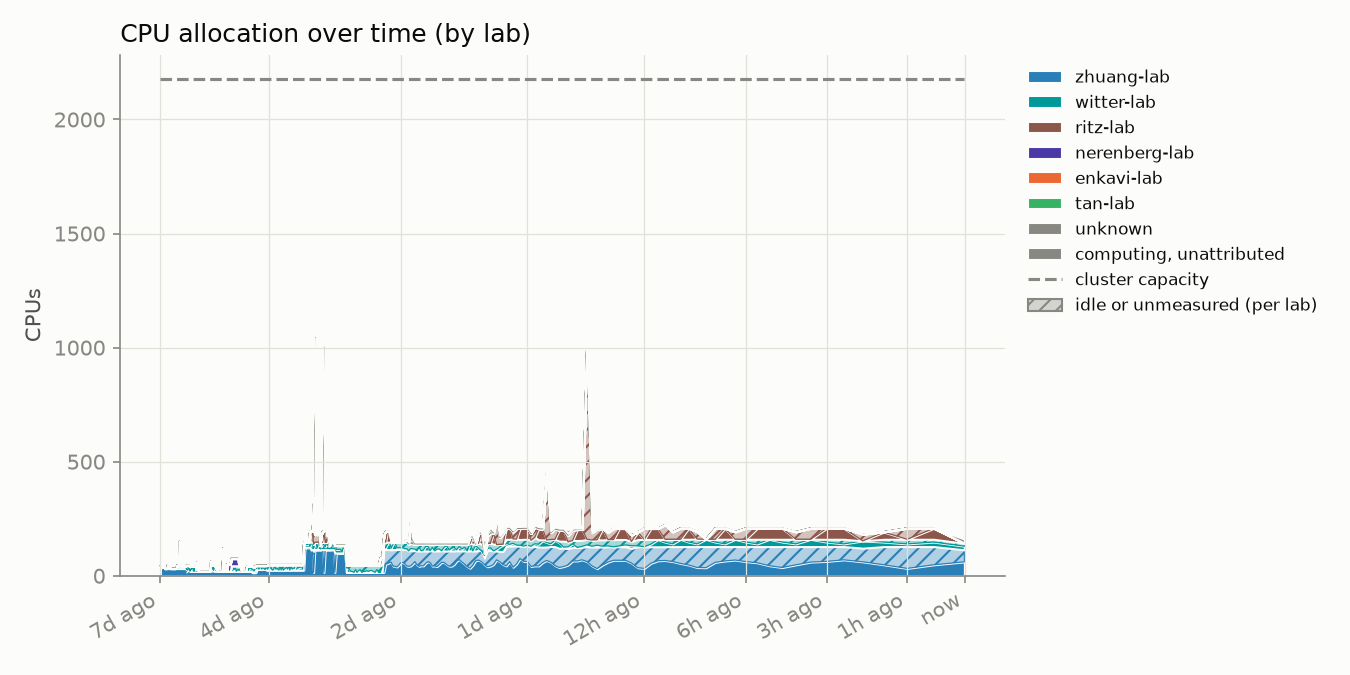 CPU allocation over time (by lab)
CPUs
2000
1500
1000
500
0
7d ago
4d ago
2d ago
1d ago
12h ago
6h ago
3h ago
1h ago
now
zhuang-lab
witter-lab
ritz-lab
nerenberg-lab
enkavi-lab
tan-lab
unknown
computing, unattributed
cluster capacity
idle or unmeasured (per lab)